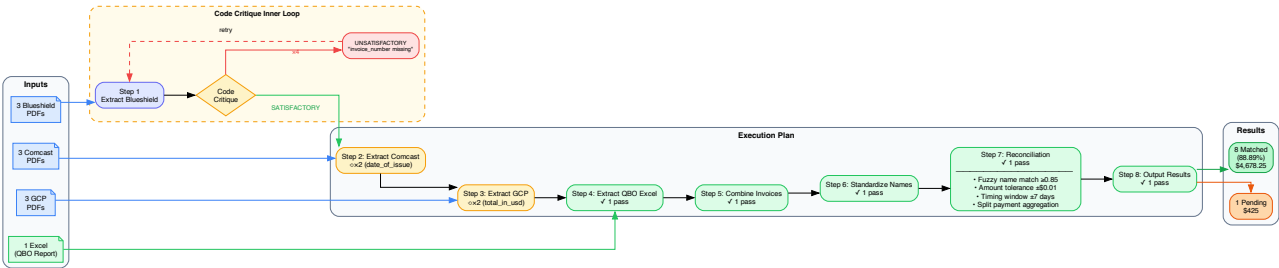 Code Critique Inner Loop
retry
UNSATISFACTORY
"invoice_number missing"
Step 1
Extract Blueshield
Code
Critique
SATISFACTORY
Inputs
3 Blueshield
PDFs
3 Comcast
PDFs
3 GCP
PDFs
1 Excel
(QBO Report)
Execution Plan
Step 2: Extract Comcast
○×2 (date_of_issue)
Step 3: Extract GCP
○×2 (total_in_usd)
Step 4: Extract QBO Excel
✓ 1 pass
Step 5: Combine Invoices
✓ 1 pass
Step 6: Standardize Names
✓ 1 pass
Step 7: Reconciliation
✓ 1 pass
• Fuzzy name match ≥0.85
• Amount tolerance ±$0.01
• Timing window ±7 days
• Split payment aggregation
Step 8: Output Results
✓ 1 pass
Results
8 Matched
(88.89%)
$4,678.25
1 Pending
$425